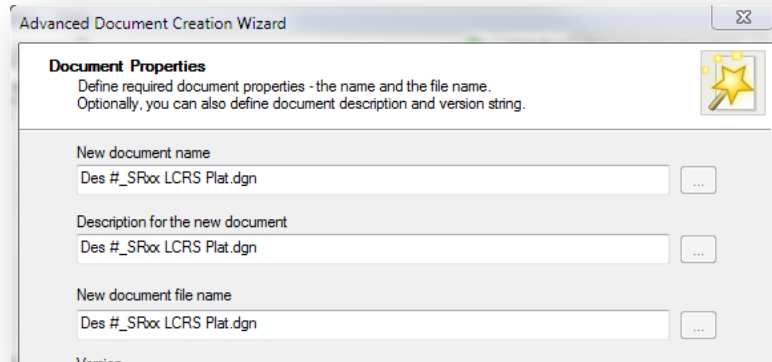 Advanced Document Creation Wizard
Document Properties
Define required document properties - the name and the file name.
Optionally, you can also define document description and version string.
New document name
Des #_SRxx LCRS Plat.dgn
...
Description for the new document
Des #_SRxx LCRS Plat.dgn
...
New document file name
Des #_SRxx LCRS Plat.dgn
...
Version